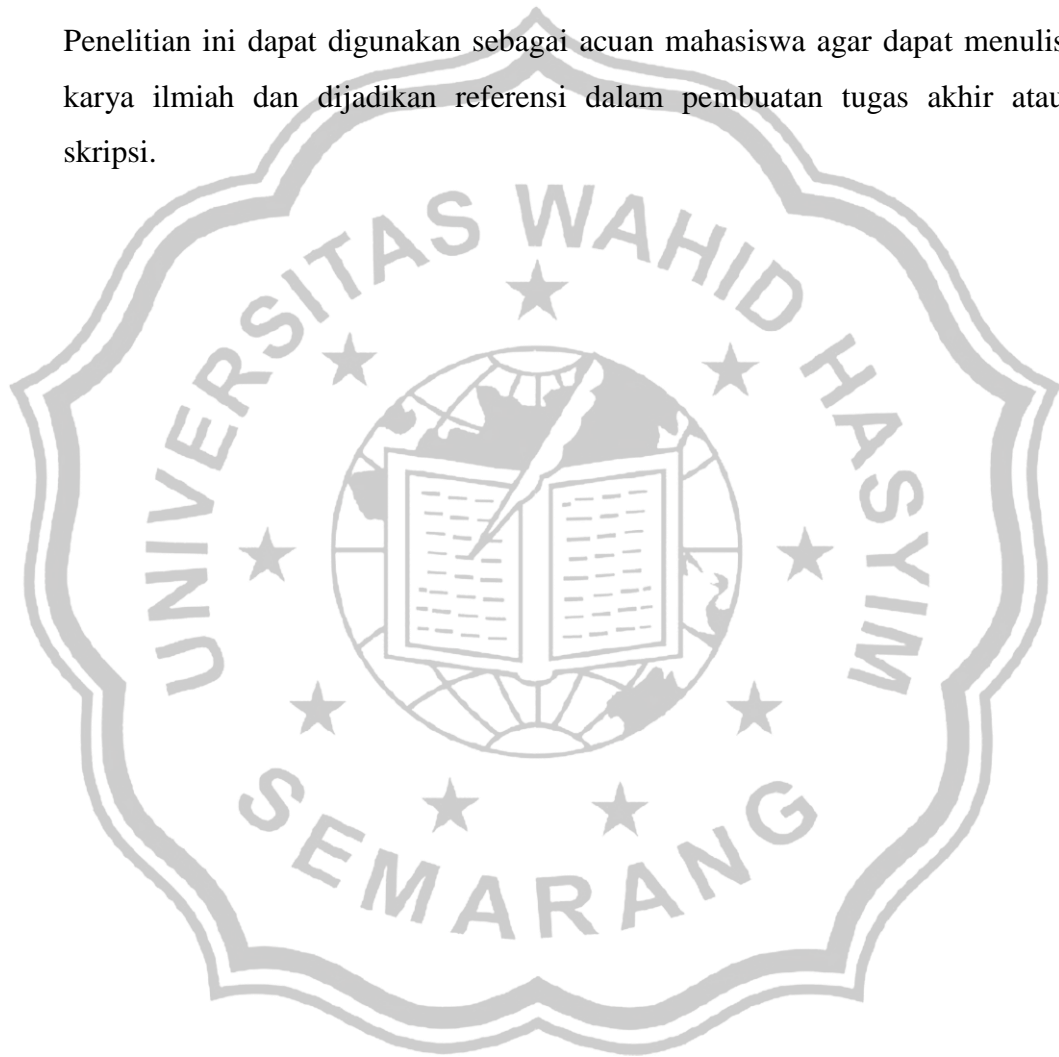 Penelitian ini dapat digunakan sebagai acuan mahasiswa agar dapat menulis
karya ilmiah dan dijadikan referensi dalam pembuatan tugas akhir atau
skripsi.
UNIVERSITAS WAHID HASYIM
SEMARANG